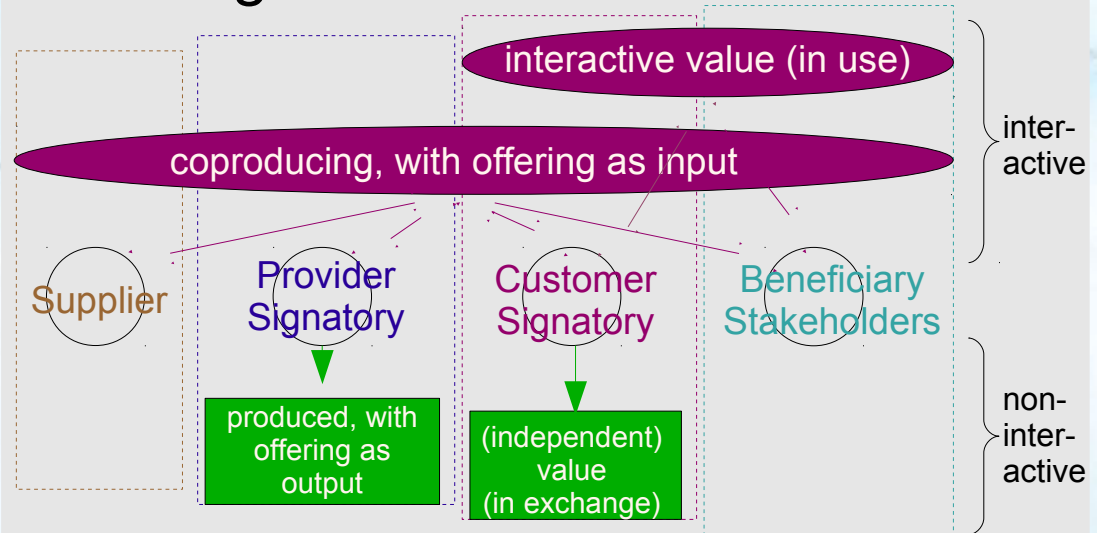 interactive value (in use)
coproducing, with offering as input
inter-
active
Supplier
Provider
Signatory
Customer
Signatory
Beneficiary
Stakeholders
produced, with
offering as
output
(independent)
value
(in exchange)
non-
inter-
active